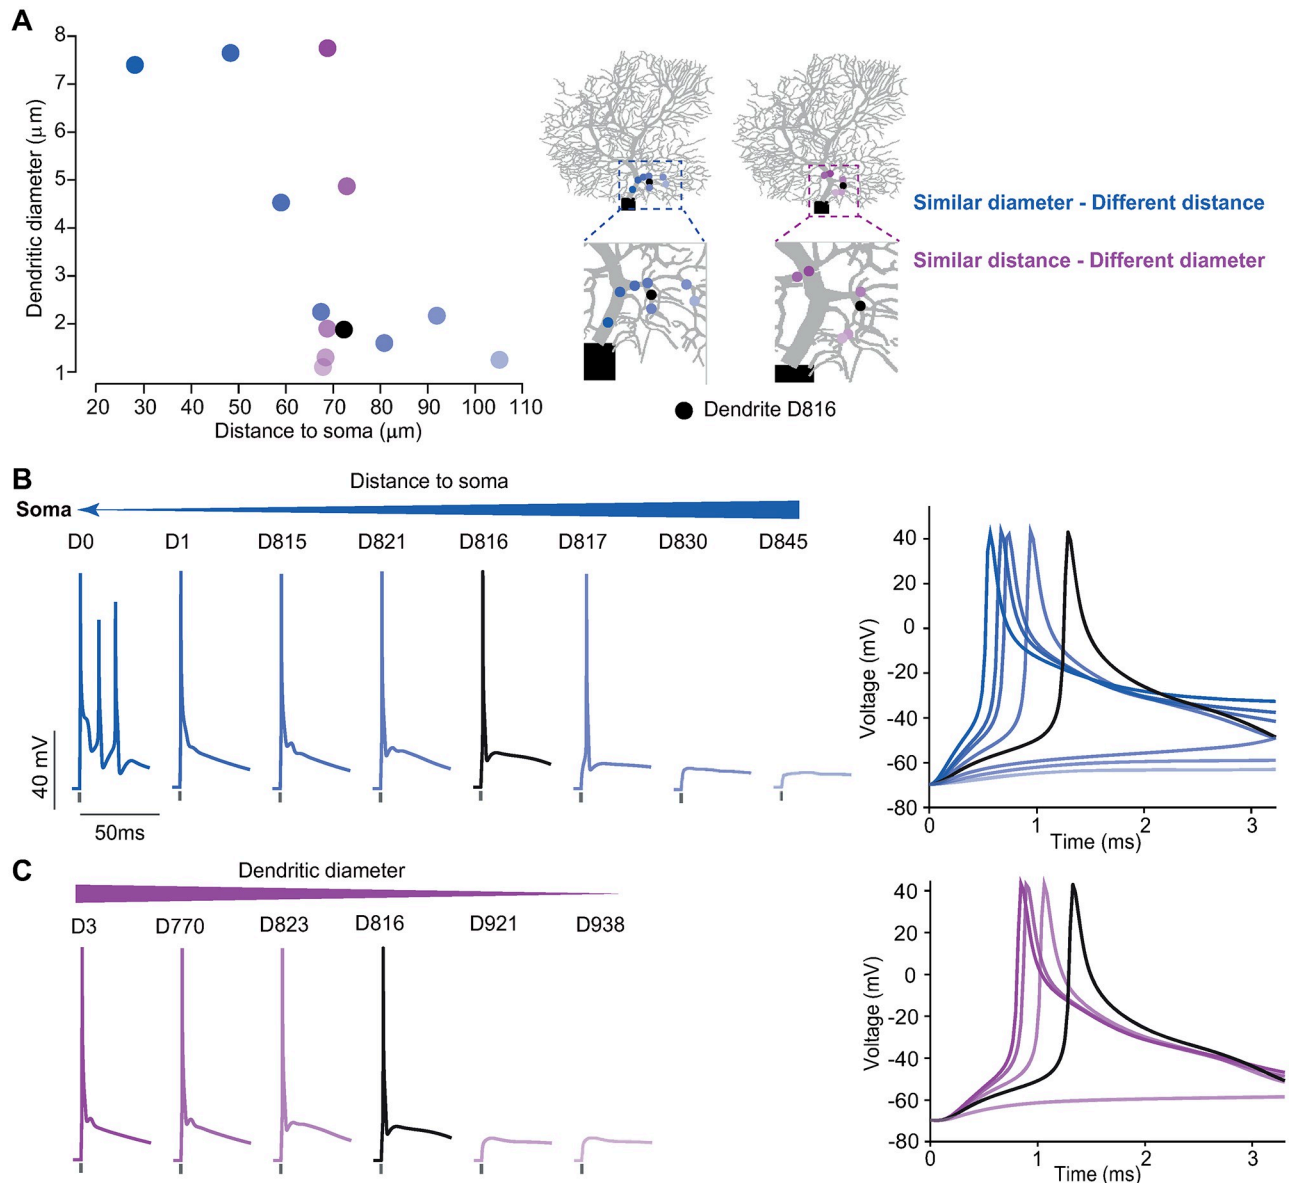 A
Dendritic diameter (μm)
8
7
6
5
4
3
2
1
20 30 40 50 60 70 80 90 100 110
Distance to soma (μm)
Similar diameter - Different distance
Similar distance - Different diameter
Dendrite D816
B
Distance to soma
Soma
D0 D1 D815 D821 D816 D817 D830 D845
40 mV
50ms
Voltage (mV)
40
20
0
-20
-40
-60
-80
0 1 2 3
Time (ms)
C
Dendritic diameter
D3 D770 D823 D816 D921 D938
Voltage (mV)
40
20
0
-20
-40
-60
-80
0 1 2 3
Time (ms)